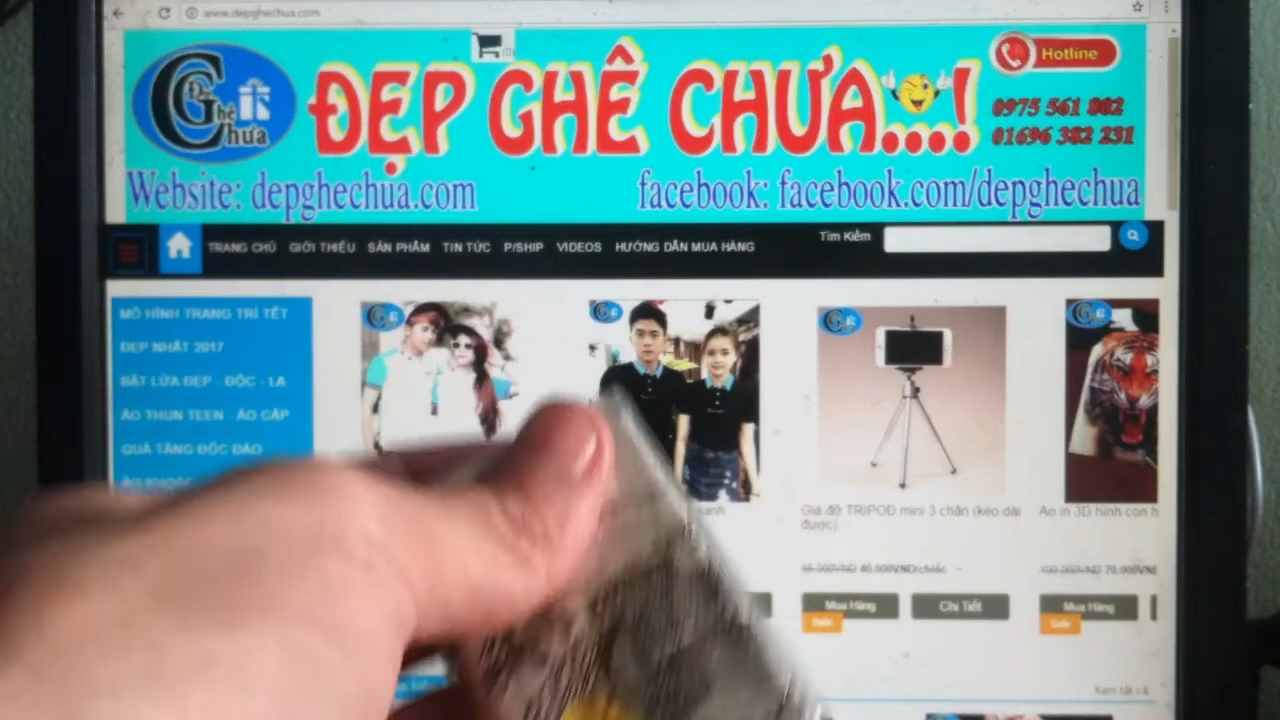 www.depghechua.com
ĐẸP GHÊ CHƯA...!
Hotline
0975 561 802
01696 382 231
Đ
Ghê
Chưa
Website: depghechua.com
facebook: facebook.com/depghechua
TRANG CHỦ GIỚI THIỆU SẢN PHẨM TIN TỨC P/SHIP VIDEOS HƯỚNG DẪN MUA HÀNG
Tìm Kiếm
MÔ HÌNH TRANG TRÍ TẾT
ĐẸP NHẤT 2017
BẬT LỬA ĐẸP - ĐỘC - LẠ
ÁO THUN TEEN - ÁO CẶP
QUÀ TẶNG ĐỘC ĐÁO
xanh
Giá đỡ TRIPOD mini 3 chân (kéo dài được)
Áo in 3D hình con h
40.000VND/chiếc
70.000VNĐ
Mua Hàng
Chi Tiết
Mua Hàng
Sale
Sale
Xem tất cả